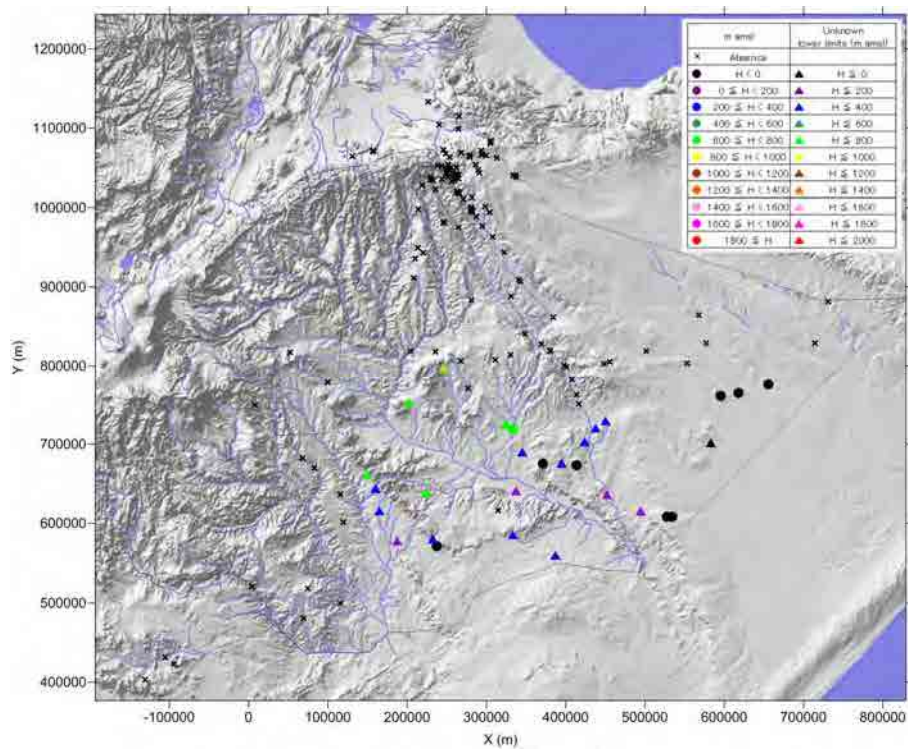 m amsl
Unknown
lower limits (m amsl)
Absence
H < 0
H ≦ 0
0 ≦ H < 200
H ≦ 200
200 ≦ H < 400
H ≦ 400
400 ≦ H < 600
H ≦ 600
600 ≦ H < 800
H ≦ 800
800 ≦ H < 1000
H ≦ 1000
1000 ≦ H < 1200
H ≦ 1200
1200 ≦ H < 1400
H ≦ 1400
1400 ≦ H < 1600
H ≦ 1600
1600 ≦ H < 1800
H ≦ 1800
1800 ≦ H
H ≦ 2000
1200000
1100000
1000000
900000
800000
700000
600000
500000
400000
Y (m)
-100000 0 100000 200000 300000 400000 500000 600000 700000 800000
X (m)